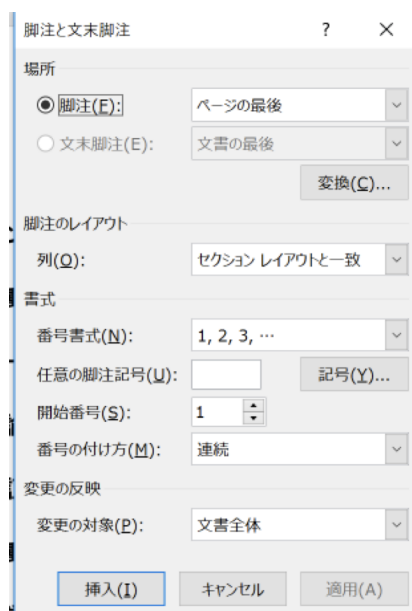 脚注と文末脚注 ? ×
場所
脚注(F): ページの最後
文末脚注(E): 文書の最後
変換(C)...
脚注のレイアウト
列(O): セクション レイアウトと一致
書式
番号書式(N): 1, 2, 3, …
任意の脚注記号(U): 記号(Y)...
開始番号(S): 1
番号の付け方(M): 連続
変更の反映
変更の対象(P): 文書全体
挿入(I) キャンセル 適用(A)